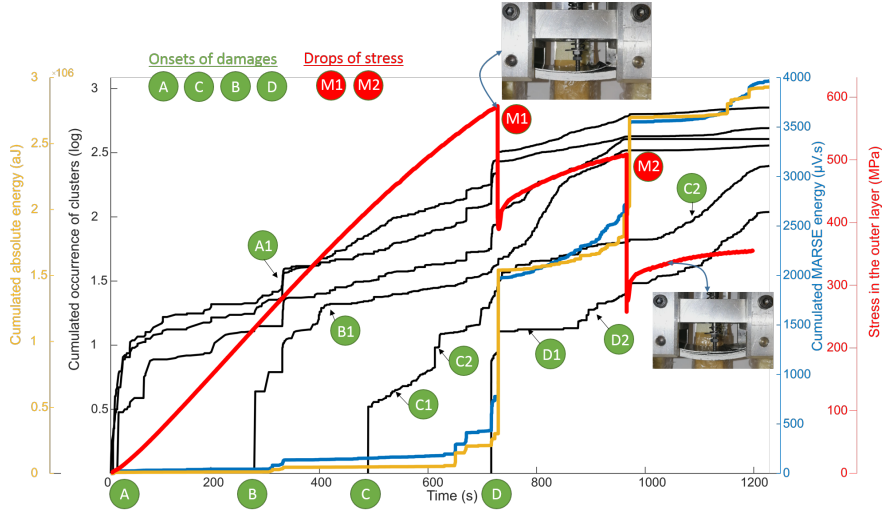 Onsets of damages Drops of stress
A C B D M1 M2
·10⁶
Cumulated absolute energy (aJ)
3
2.5
2
1.5
1
0.5
0
Cumulated occurrence of clusters (log)
3
2.5
2
1.5
1
0.5
M1
M2
A1
B1
C1
C2
C2
D1
D2
4000
3500
3000
2500
2000
1500
1000
500
0
Cumulated MARSE energy (µV.s)
600
500
400
300
200
100
0
Stress in the outer layer (MPa)
0 200 400 600 800 1000 1200
A B C D
Time (s)